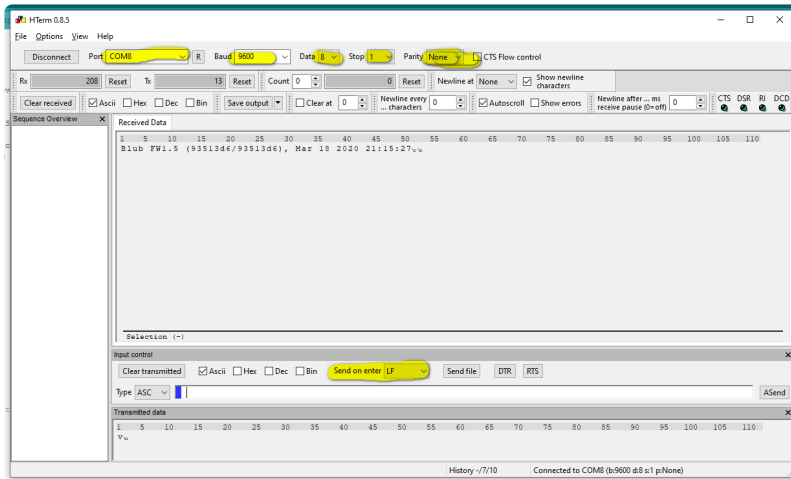 HTerm 0.8.5
File Options View Help
Disconnect Port COM8 R Baud 9600 Data 8 Stop 1 Parity None CTS Flow control
Rx 208 Reset Tx 13 Reset Count 0 0 Reset Newline at None Show newline characters
Clear received Ascii Hex Dec Bin Save output Clear at 0 Newline every ... characters 0 Autoscroll Show errors Newline after ... ms receive pause (0=off) 0 CTS DSR RI DCD
Sequence Overview
Received Data
1 5 10 15 20 25 30 35 40 45 50 55 60 65 70 75 80 85 90 95 100 105 110
Blub FW1.5 (93513d6/93513d6), Mar 18 2020 21:15:27
Selection (-)
Input control
Clear transmitted Ascii Hex Dec Bin Send on enter LF Send file DTR RTS
Type ASC ASend
Transmitted data
1 5 10 15 20 25 30 35 40 45 50 55 60 65 70 75 80 85 90 95 100 105 110
V
History -/7/10 Connected to COM8 (b:9600 d:8 s:1 p:None)